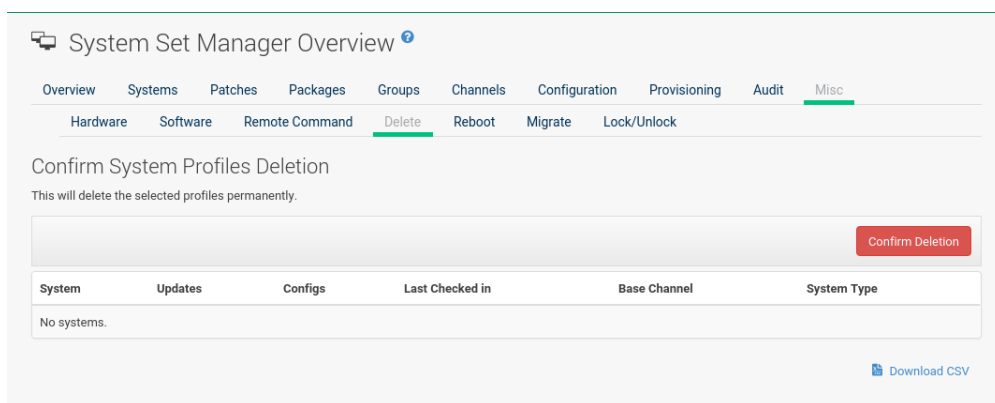 System Set Manager Overview ?
Overview Systems Patches Packages Groups Channels Configuration Provisioning Audit Misc
Hardware Software Remote Command Delete Reboot Migrate Lock/Unlock
Confirm System Profiles Deletion
This will delete the selected profiles permanently.
Confirm Deletion
System Updates Configs Last Checked in Base Channel System Type
No systems.
Download CSV